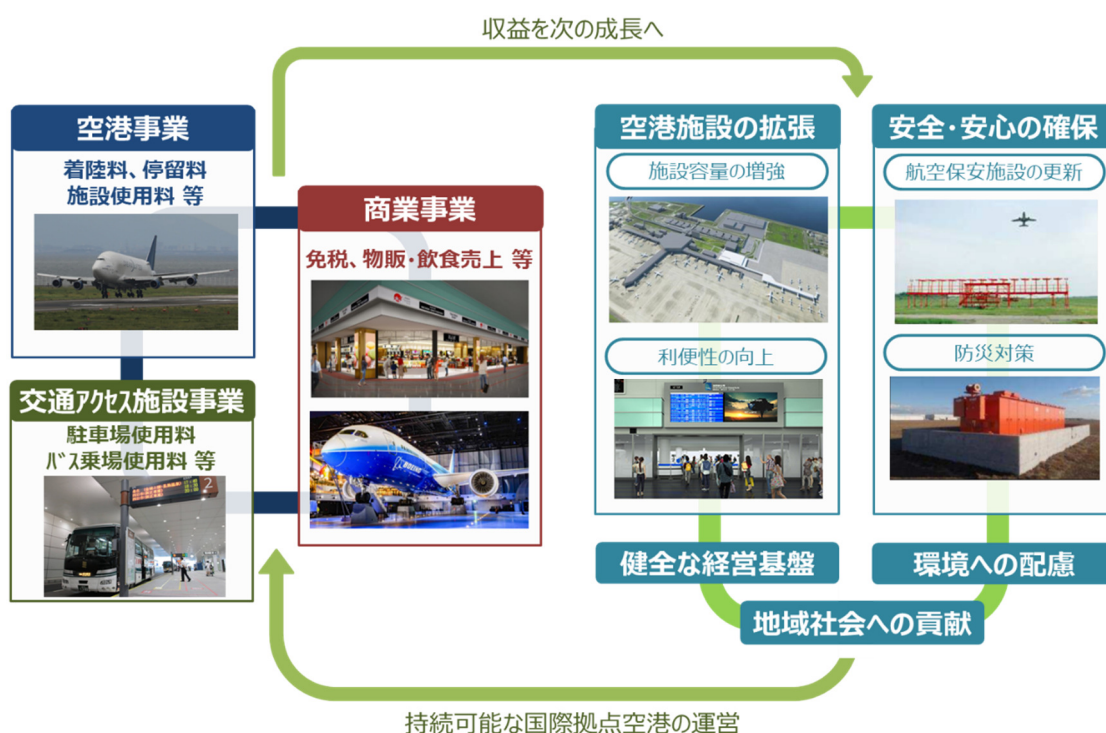 収益を次の成長へ
空港事業
着陸料、停留料
施設使用料 等
商業事業
免税、物販・飲食売上 等
BOEING
交通アクセス施設事業
駐車場使用料
バス乗場使用料 等
2
空港施設の拡張
施設容量の増強
利便性の向上
安全・安心の確保
航空保安施設の更新
防災対策
健全な経営基盤
環境への配慮
地域社会への貢献
持続可能な国際拠点空港の運営